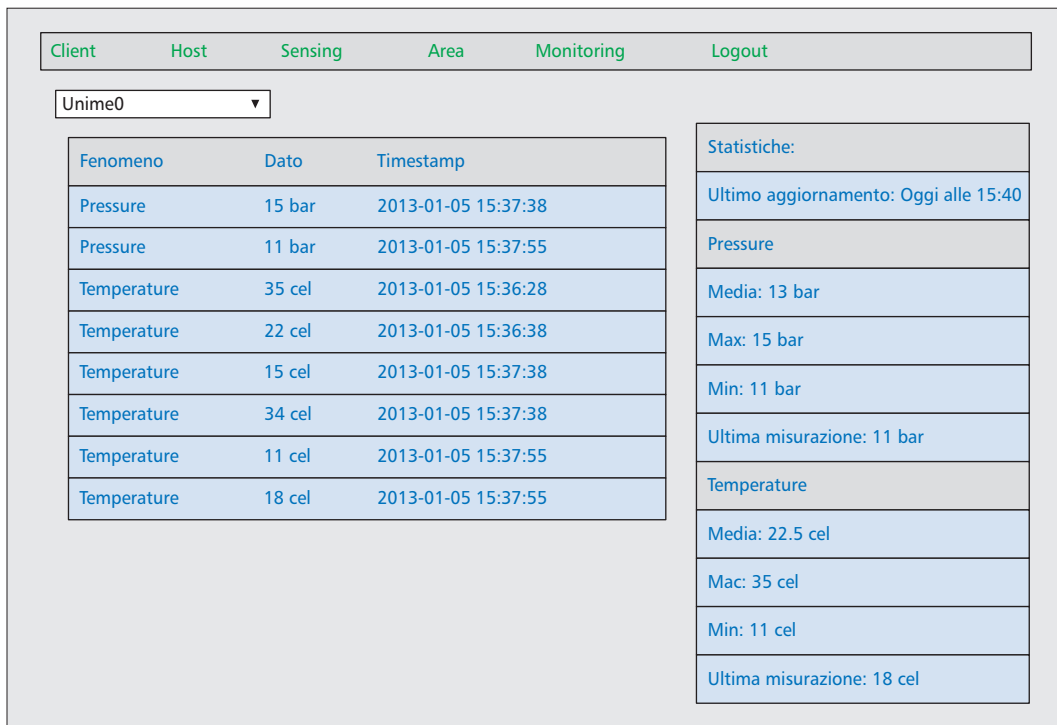 Client Host Sensing Area Monitoring Logout
Unime0
Fenomeno Dato Timestamp
Pressure 15 bar 2013-01-05 15:37:38
Pressure 11 bar 2013-01-05 15:37:55
Temperature 35 cel 2013-01-05 15:36:28
Temperature 22 cel 2013-01-05 15:36:38
Temperature 15 cel 2013-01-05 15:37:38
Temperature 34 cel 2013-01-05 15:37:38
Temperature 11 cel 2013-01-05 15:37:55
Temperature 18 cel 2013-01-05 15:37:55
Statistiche:
Ultimo aggiornamento: Oggi alle 15:40
Pressure
Media: 13 bar
Max: 15 bar
Min: 11 bar
Ultima misurazione: 11 bar
Temperature
Media: 22.5 cel
Mac: 35 cel
Min: 11 cel
Ultima misurazione: 18 cel